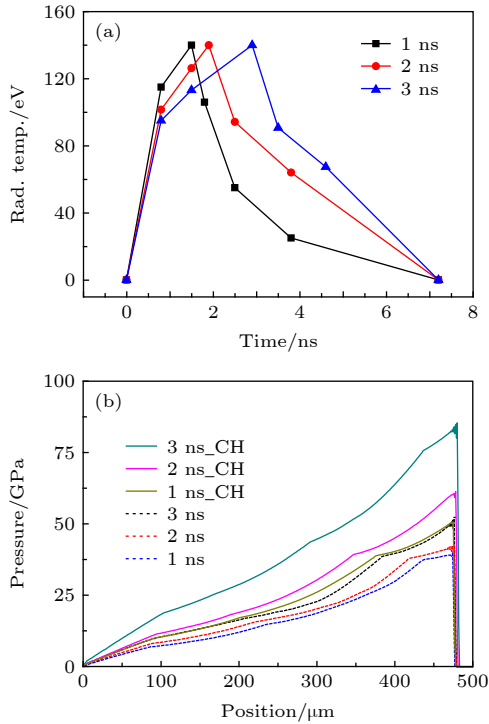 (a)
1 ns
2 ns
3 ns
160
120
80
40
0
Rad. temp./eV
0 2 4 6 8
Time/ns
(b)
3 ns_CH
2 ns_CH
1 ns_CH
3 ns
2 ns
1 ns
100
75
50
25
0
Pressure/GPa
0 100 200 300 400 500
Position/μm